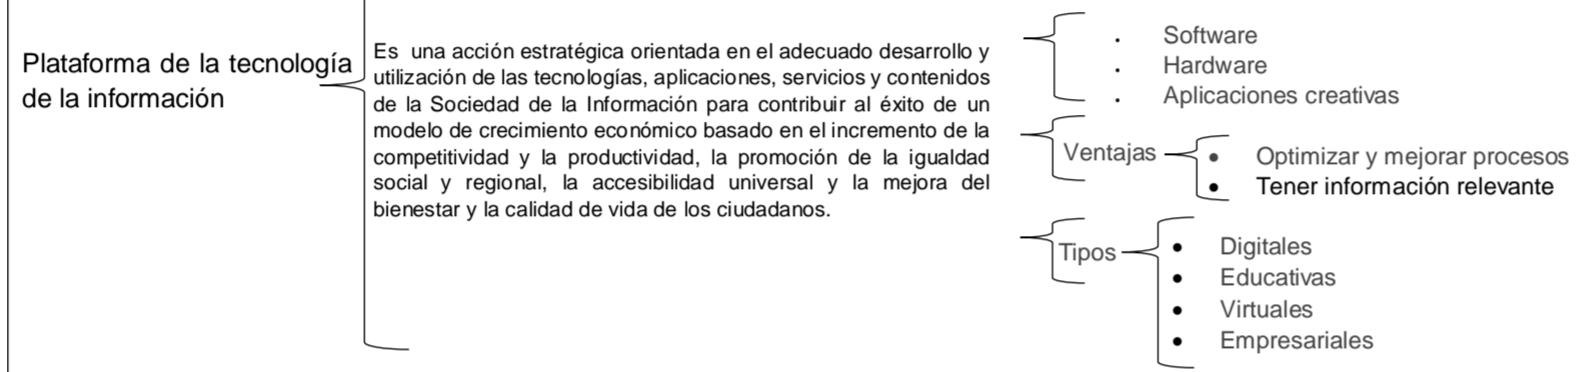 Plataforma de la tecnología
de la información
Es una acción estratégica orientada en el adecuado desarrollo y
utilización de las tecnologías, aplicaciones, servicios y contenidos
de la Sociedad de la Información para contribuir al éxito de un
modelo de crecimiento económico basado en el incremento de la
competitividad y la productividad, la promoción de la igualdad
social y regional, la accesibilidad universal y la mejora del
bienestar y la calidad de vida de los ciudadanos.
. Software
. Hardware
. Aplicaciones creativas
Ventajas
• Optimizar y mejorar procesos
• Tener información relevante
Tipos
• Digitales
• Educativas
• Virtuales
• Empresariales